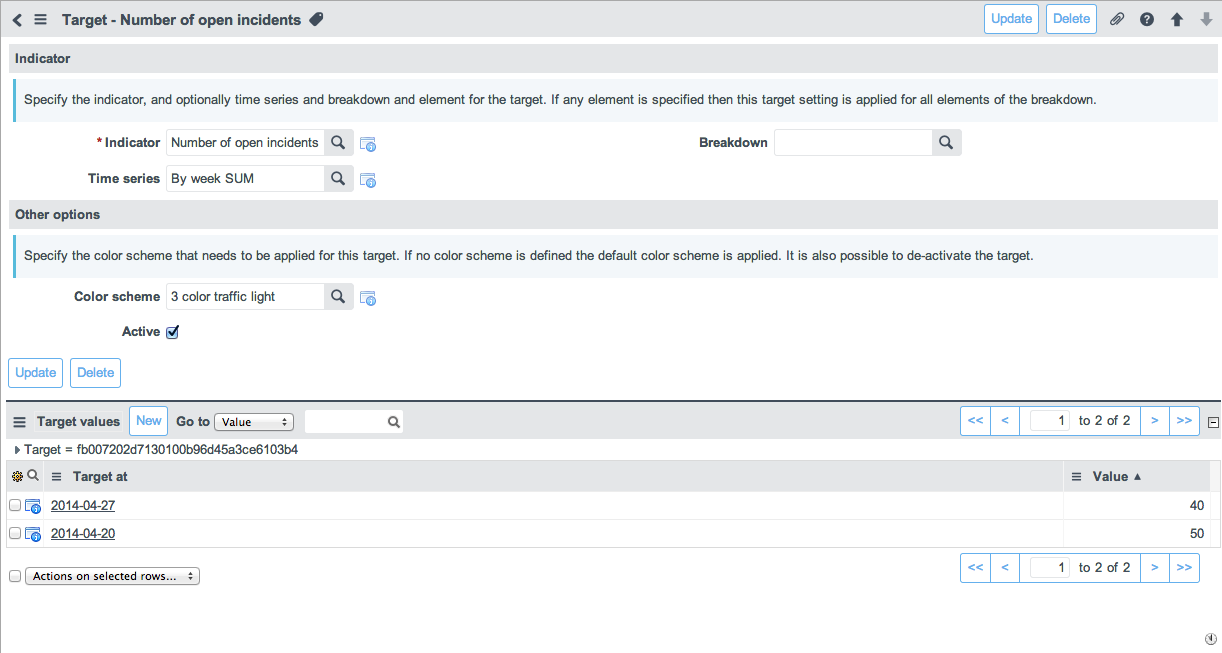 Target - Number of open incidents
Update Delete
Indicator
Specify the indicator, and optionally time series and breakdown and element for the target. If any element is specified then this target setting is applied for all elements of the breakdown.
* Indicator Number of open incidents Breakdown
Time series By week SUM
Other options
Specify the color scheme that needs to be applied for this target. If no color scheme is defined the default color scheme is applied. It is also possible to de-activate the target.
Color scheme 3 color traffic light
Active
Update Delete
Target values New Go to Value << < 1 to 2 of 2 > >>
Target = fb007202d7130100b96d45a3ce6103b4
Target at Value
2014-04-27 40
2014-04-20 50
Actions on selected rows... << < 1 to 2 of 2 > >>